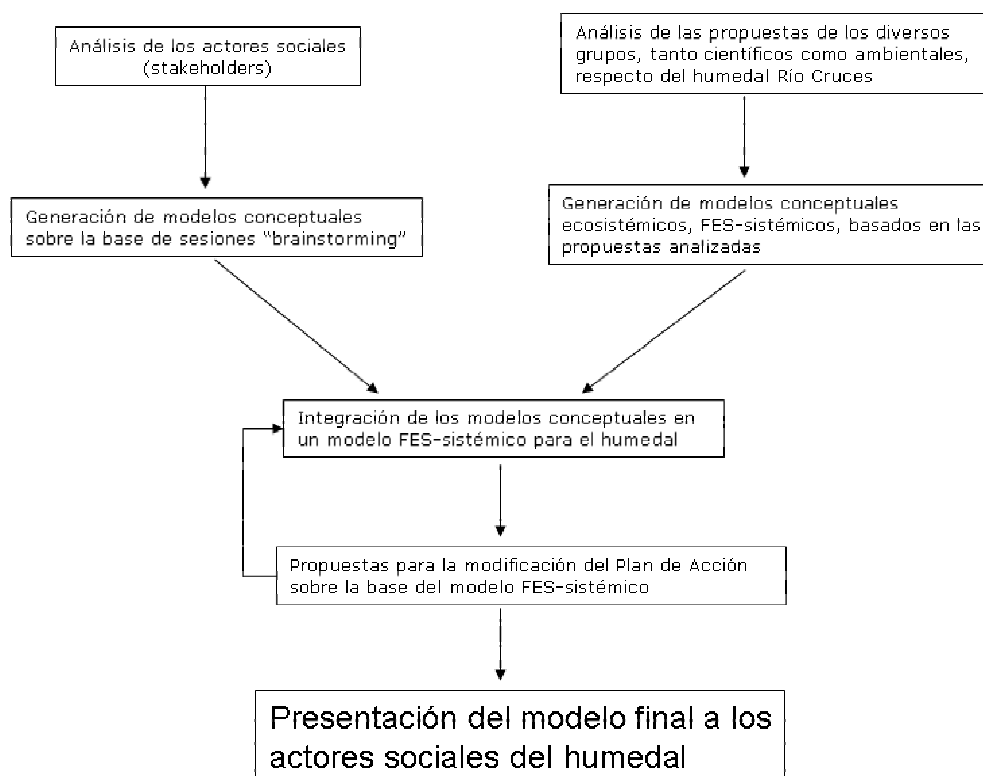 Análisis de los actores sociales
(stakeholders)
Análisis de las propuestas de los diversos
grupos, tanto científicos como ambientales,
respecto del humedal Río Cruces
Generación de modelos conceptuales
sobre la base de sesiones "brainstorming"
Generación de modelos conceptuales
ecosistémicos, FES-sistémicos, basados en las
propuestas analizadas
Integración de los modelos conceptuales en
un modelo FES-sistémico para el humedal
Propuestas para la modificación del Plan de Acción
sobre la base del modelo FES-sistémico
Presentación del modelo final a los
actores sociales del humedal